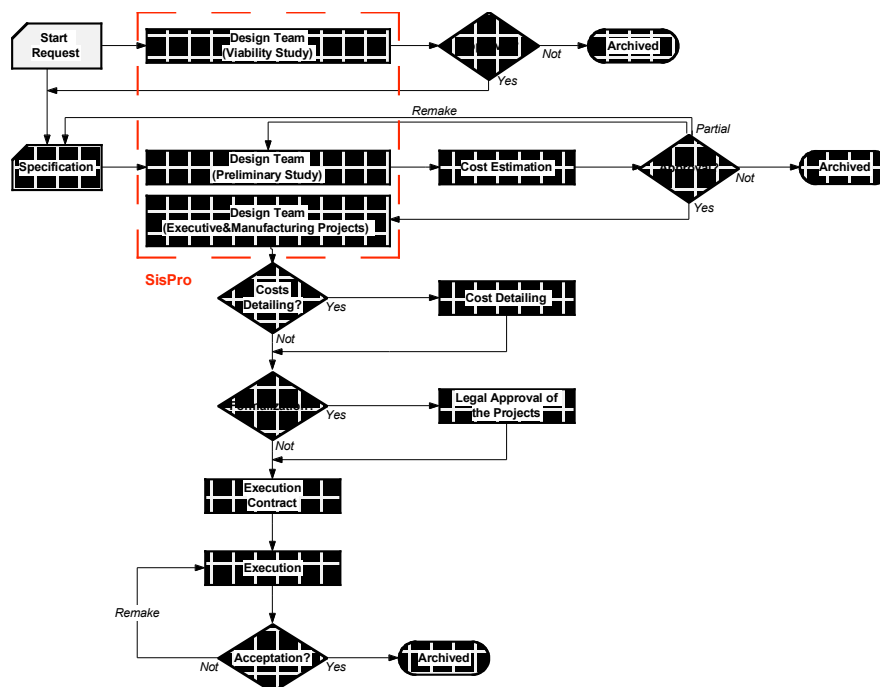 Start
Request
Design Team
(Viability Study)
Not
Archived
Yes
Remake
Partial
Specification
Design Team
(Preliminary Study)
Cost Estimation
Approval?
Not
Archived
Yes
Design Team
(Executive&Manufacturing Projects)
SisPro
Costs
Detailing?
Yes
Cost Detailing
Not
Formalization?
Yes
Legal Approval of
the Projects
Not
Execution
Contract
Execution
Remake
Not
Acceptation?
Yes
Archived